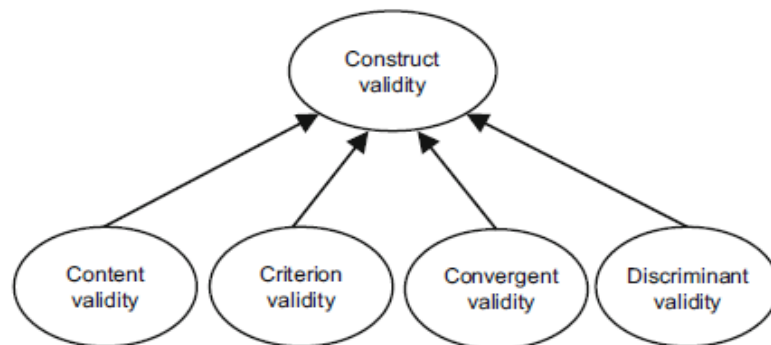 Construct
validity
Content
validity
Criterion
validity
Convergent
validity
Discriminant
validity